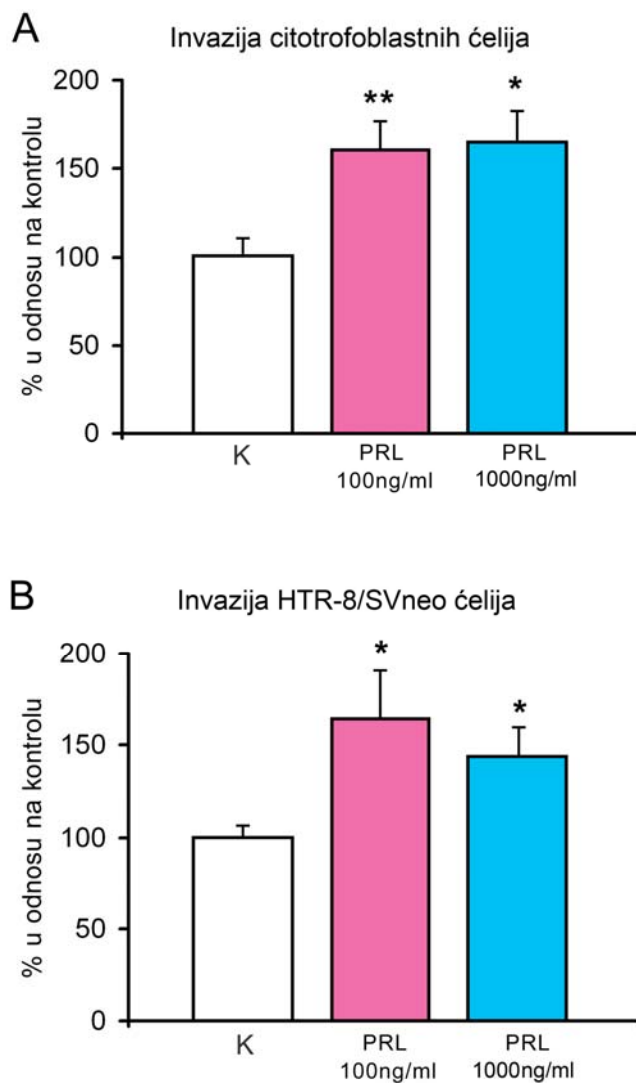 A
Invazija citotrofoblastnih ćelija
% u odnosu na kontrolu
200
150
100
50
0
**
*
K
PRL
100ng/ml
PRL
1000ng/ml
B
Invazija HTR-8/SVneo ćelija
% u odnosu na kontrolu
200
150
100
50
0
*
*
K
PRL
100ng/ml
PRL
1000ng/ml